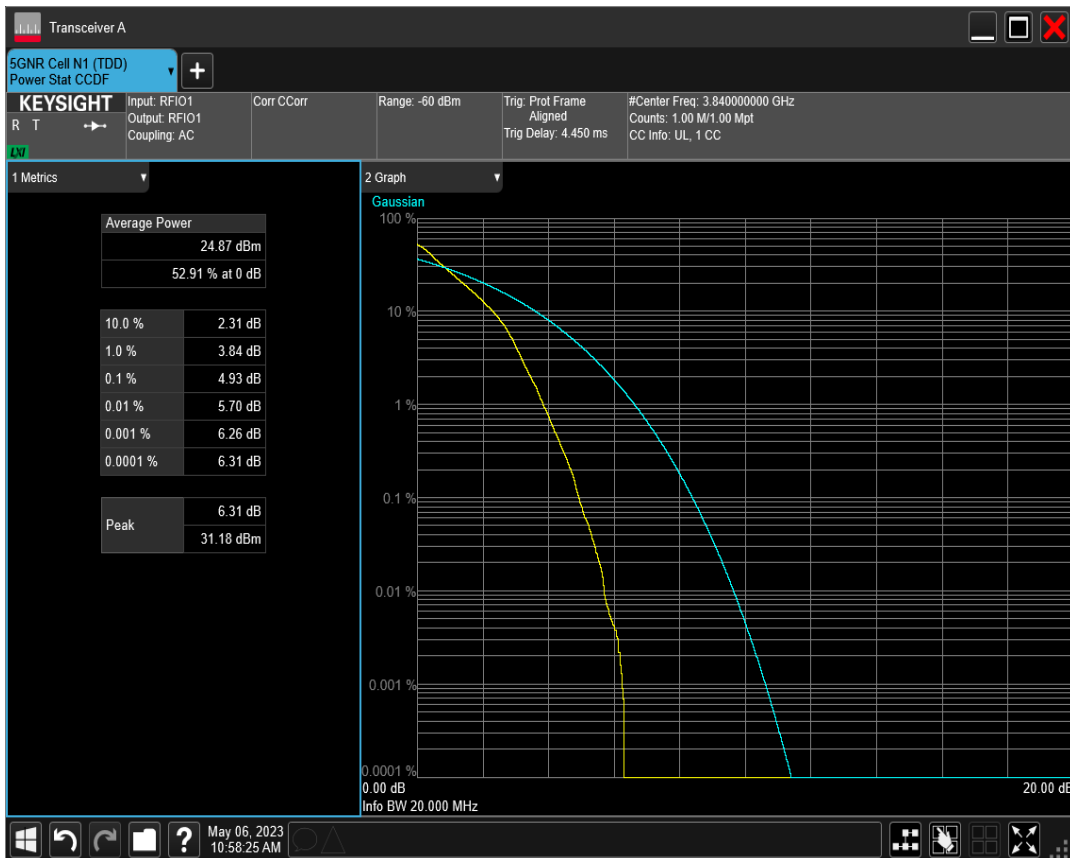 Transceiver A
5GNR Cell N1 (TDD)
Power Stat CCDF
KEYSIGHT
R T
LXI
Input: RFIO1
Output: RFIO1
Coupling: AC
Corr CCorr
Range: -60 dBm
Trig: Prot Frame
Aligned
Trig Delay: 4.450 ms
#Center Freq: 3.840000000 GHz
Counts: 1.00 M/1.00 Mpt
CC Info: UL, 1 CC
1 Metrics
Average Power
24.87 dBm
52.91 % at 0 dB
10.0 % 2.31 dB
1.0 % 3.84 dB
0.1 % 4.93 dB
0.01 % 5.70 dB
0.001 % 6.26 dB
0.0001 % 6.31 dB
Peak
6.31 dB
31.18 dBm
2 Graph
Gaussian
100 %
10 %
1 %
0.1 %
0.01 %
0.001 %
0.0001 %
0.00 dB 20.00 dB
Info BW 20.000 MHz
May 06, 2023
10:58:25 AM